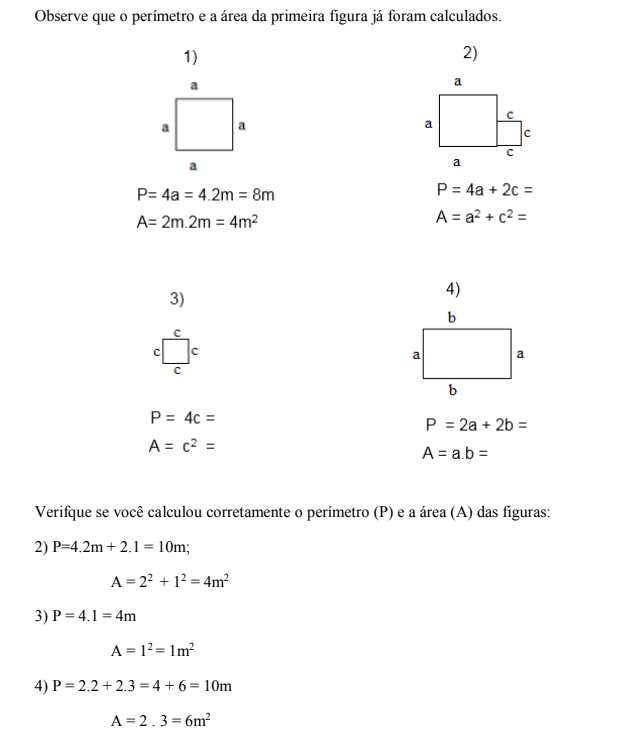 Observe que o perímetro e a área da primeira figura já foram calculados.
1)
a
a a
a
P= 4a = 4.2m = 8m
A= 2m.2m = 4m²
2)
a
a c
c
c
a
P = 4a + 2c =
A = a² + c² =
3)
c
c c
c
P = 4c =
A = c² =
4)
b
a a
b
P = 2a + 2b =
A = a.b =
Verifque se você calculou corretamente o perímetro (P) e a área (A) das figuras:
2) P=4.2m + 2.1 = 10m;
A = 2² + 1² = 4m²
3) P = 4.1 = 4m
A = 1² = 1m²
4) P = 2.2 + 2.3 = 4 + 6 = 10m
A = 2 . 3 = 6m²